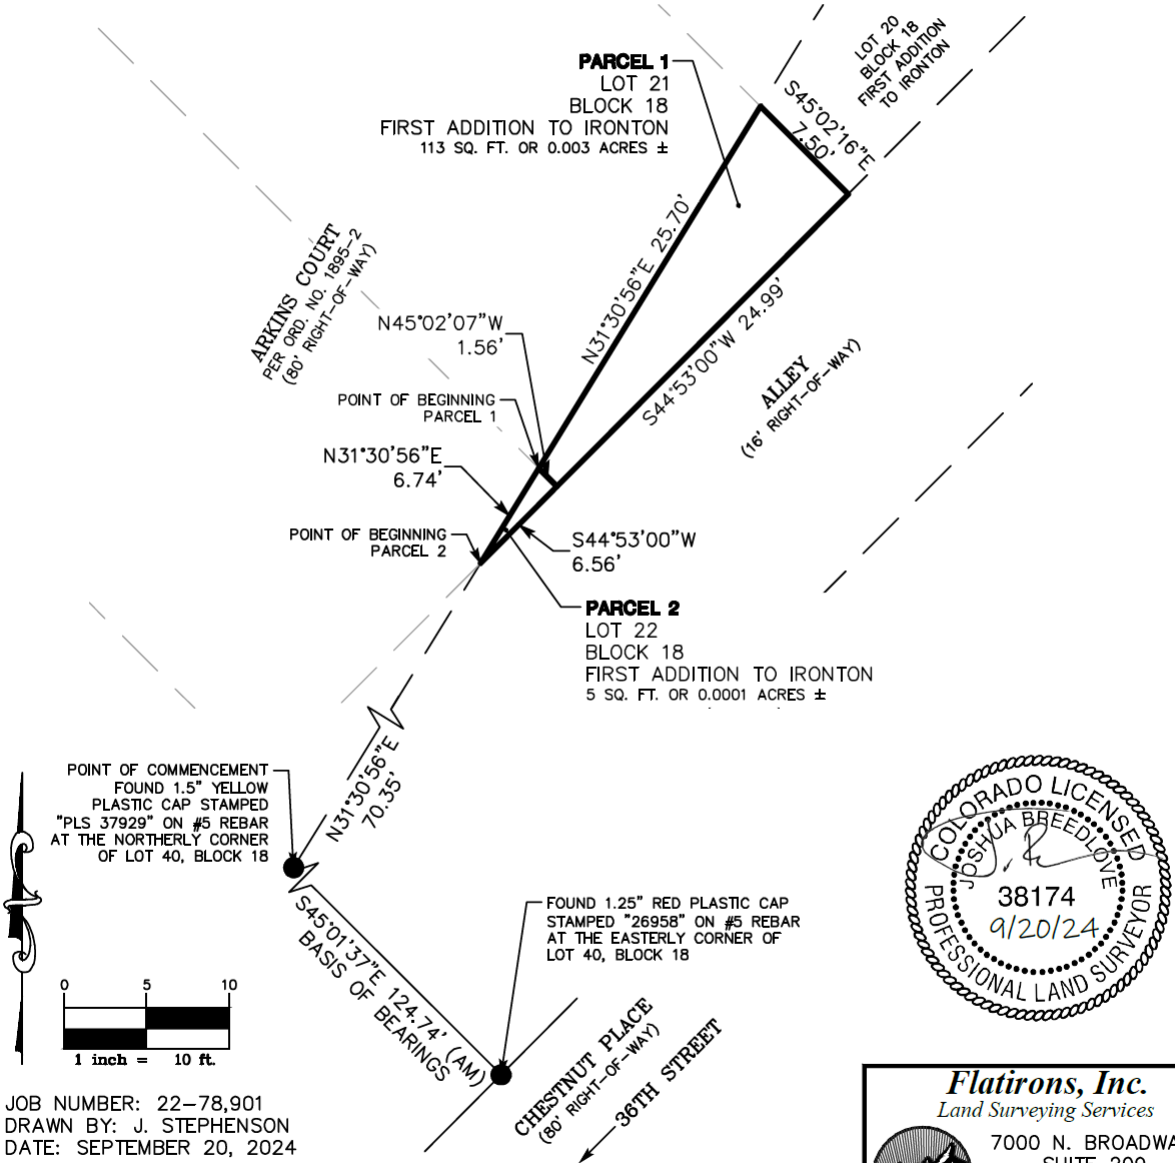 LOT 20
BLOCK 18
FIRST ADDITION
TO IRONTON
PARCEL 1
LOT 21
BLOCK 18
FIRST ADDITION TO IRONTON
113 SQ. FT. OR 0.003 ACRES ±
S45°02'16"E
7.50'
N31°30'56"E 25.70'
ARKINS COURT
PER ORD. NO. 1895-2
(80' RIGHT-OF-WAY)
N45°02'07"W
1.56'
S44°53'00"W 24.99'
ALLEY
(16' RIGHT-OF-WAY)
POINT OF BEGINNING
PARCEL 1
N31°30'56"E
6.74'
POINT OF BEGINNING
PARCEL 2
S44°53'00"W
6.56'
PARCEL 2
LOT 22
BLOCK 18
FIRST ADDITION TO IRONTON
5 SQ. FT. OR 0.0001 ACRES ±
N31°30'56"E
70.35'
POINT OF COMMENCEMENT
FOUND 1.5" YELLOW
PLASTIC CAP STAMPED
"PLS 37929" ON #5 REBAR
AT THE NORTHERLY CORNER
OF LOT 40, BLOCK 18
S45°01'37"E 124.74' (AM)
BASIS OF BEARINGS
FOUND 1.25" RED PLASTIC CAP
STAMPED "26958" ON #5 REBAR
AT THE EASTERLY CORNER OF
LOT 40, BLOCK 18
COLORADO LICENSED
JOSHUA BREEDLOVE
38174
9/20/24
PROFESSIONAL LAND SURVEYOR
0 5 10
1 inch = 10 ft.
CHESTNUT PLACE
(80' RIGHT-OF-WAY)
36TH STREET
JOB NUMBER: 22-78,901
DRAWN BY: J. STEPHENSON
DATE: SEPTEMBER 20, 2024
Flatirons, Inc.
Land Surveying Services
7000 N. BROADWA